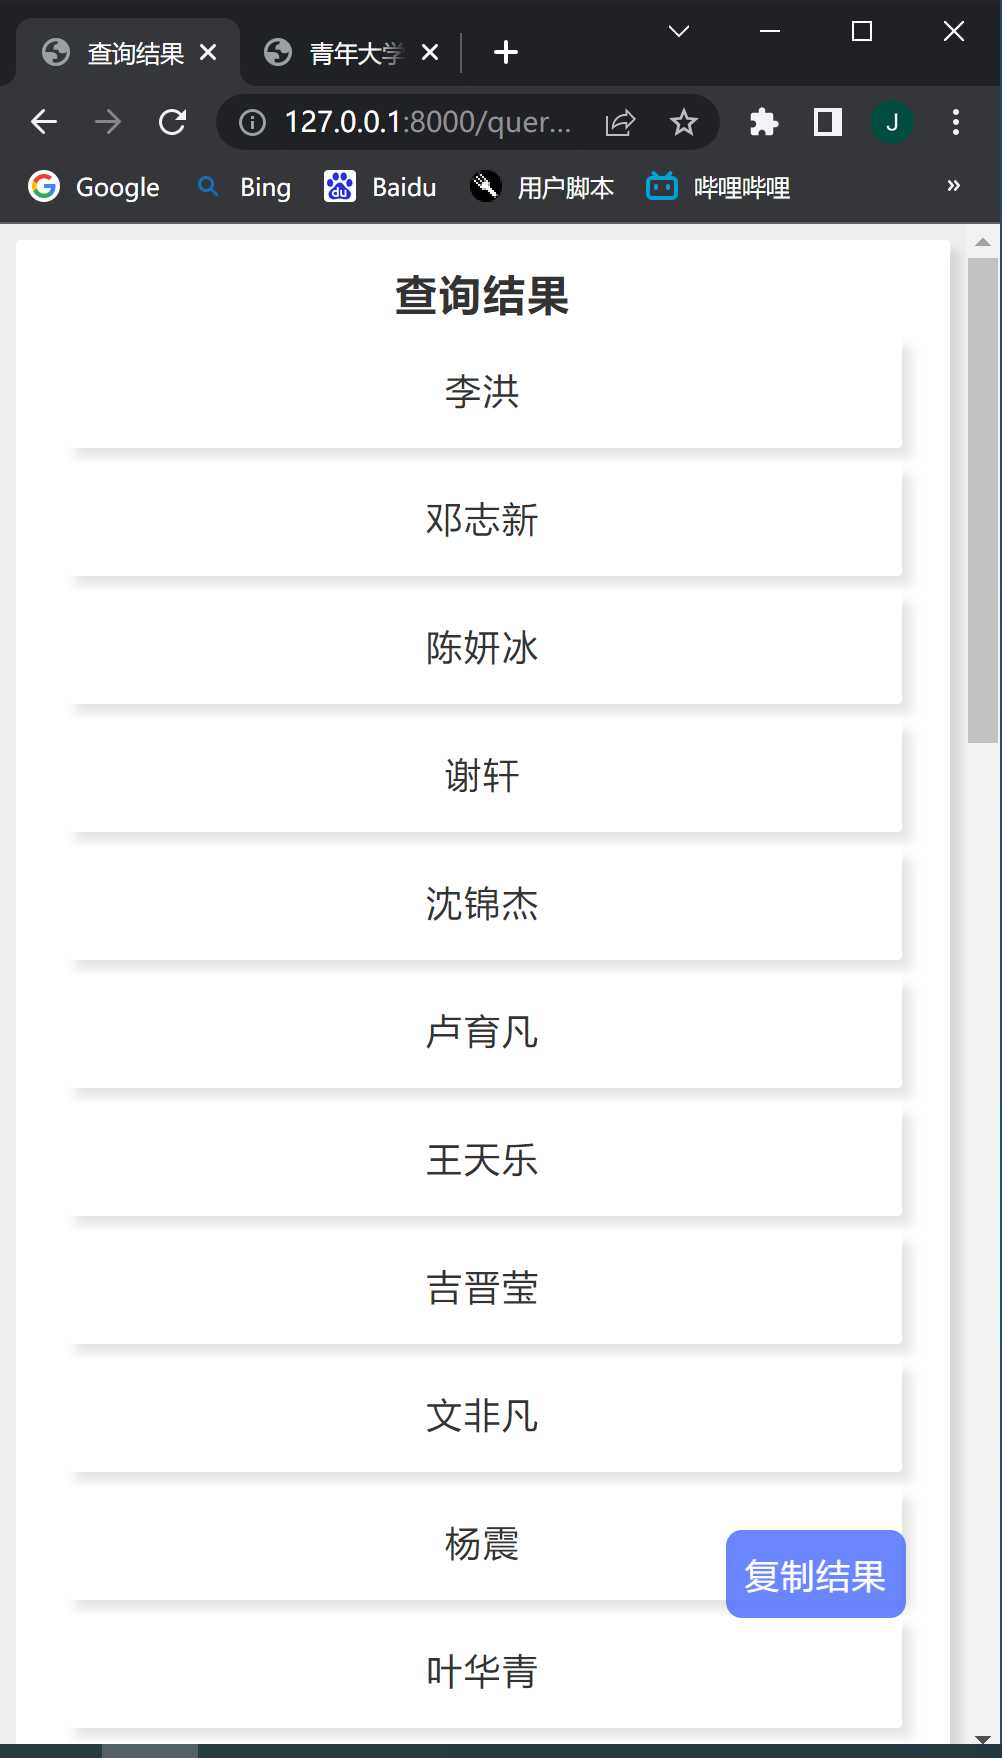 查询结果 青年大学
127.0.0.1:8000/quer... J
Google Bing Baidu 用户脚本 哔哩哔哩 »
查询结果
李洪
邓志新
陈妍冰
谢轩
沈锦杰
卢育凡
王天乐
吉晋莹
文非凡
杨震
复制结果
叶华青